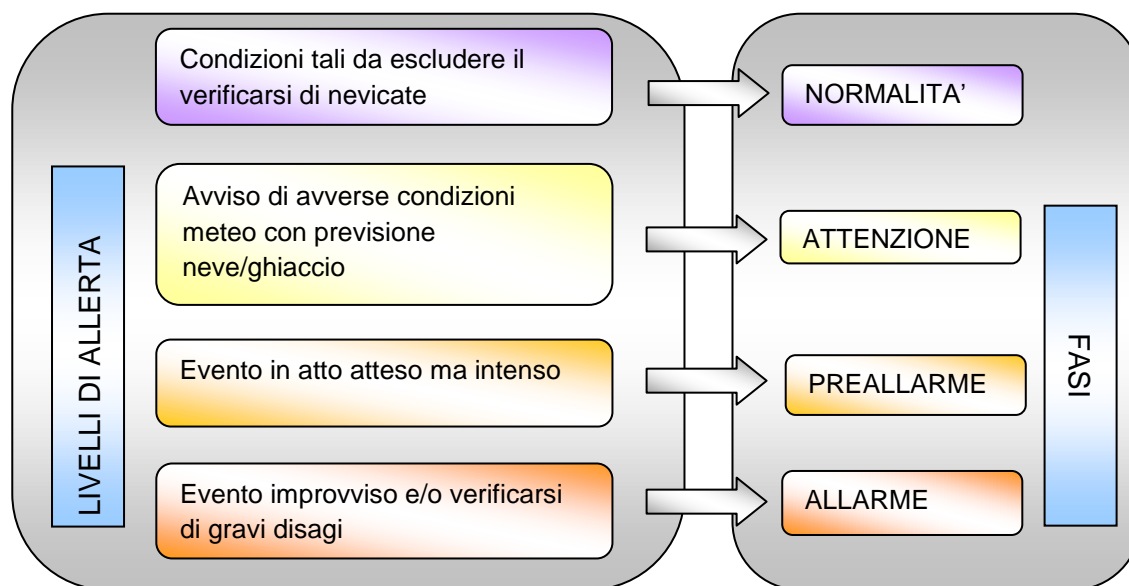 Condizioni tali da escludere il
verificarsi di nevicate
NORMALITA’
LIVELLI DI ALLERTA
Avviso di avverse condizioni
meteo con previsione
neve/ghiaccio
ATTENZIONE
FASI
Evento in atto atteso ma intenso
PREALLARME
Evento improvviso e/o verificarsi
di gravi disagi
ALLARME